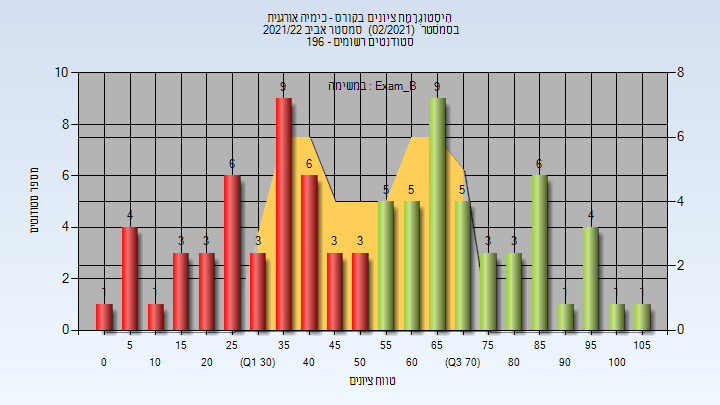 היסטוגרמת ציונים בקורס - כימיה אורגנית
בסמסטר (02/2021) סמסטר אביב 2021/22
סטודנטים רשומים - 196
במשימה : Exam_B
מספר סטודנטים
10
8
6
4
2
0
8
6
4
2
0
1 4 1 3 3 6 3 9 6 3 3 5 5 9 5 3 3 6 1 4 1 1
5 15 25 35 45 55 65 75 85 95 105
0 10 20 (Q1 30) 40 50 60 (Q3 70) 80 90 100
טווח ציונים